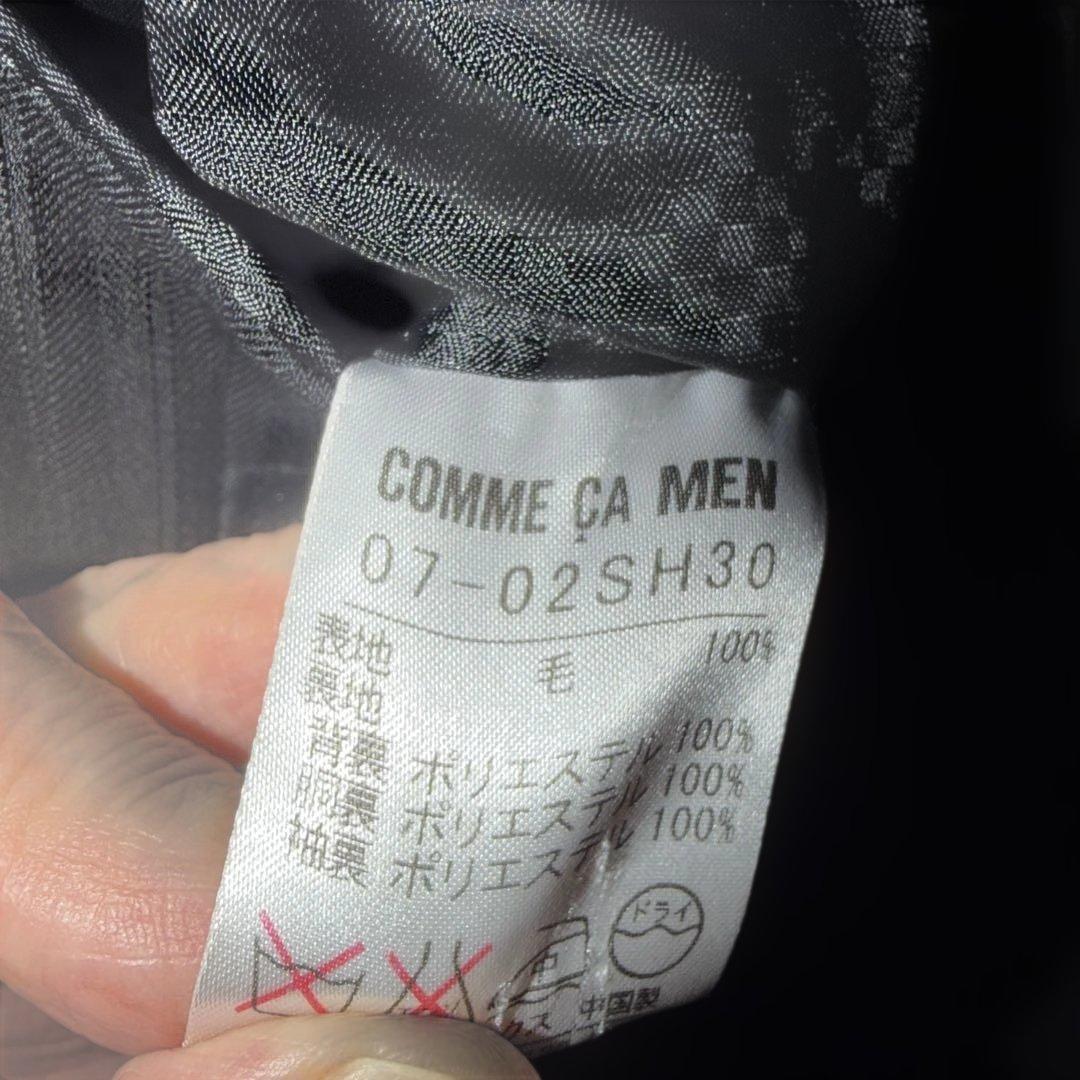 COMME ÇA MEN
07-02SH30
表地 毛 100%
裏地
背裏 ポリエステル 100%
胴裏 ポリエステル 100%
袖裏 ポリエステル 100%
ドライ
中
中国製